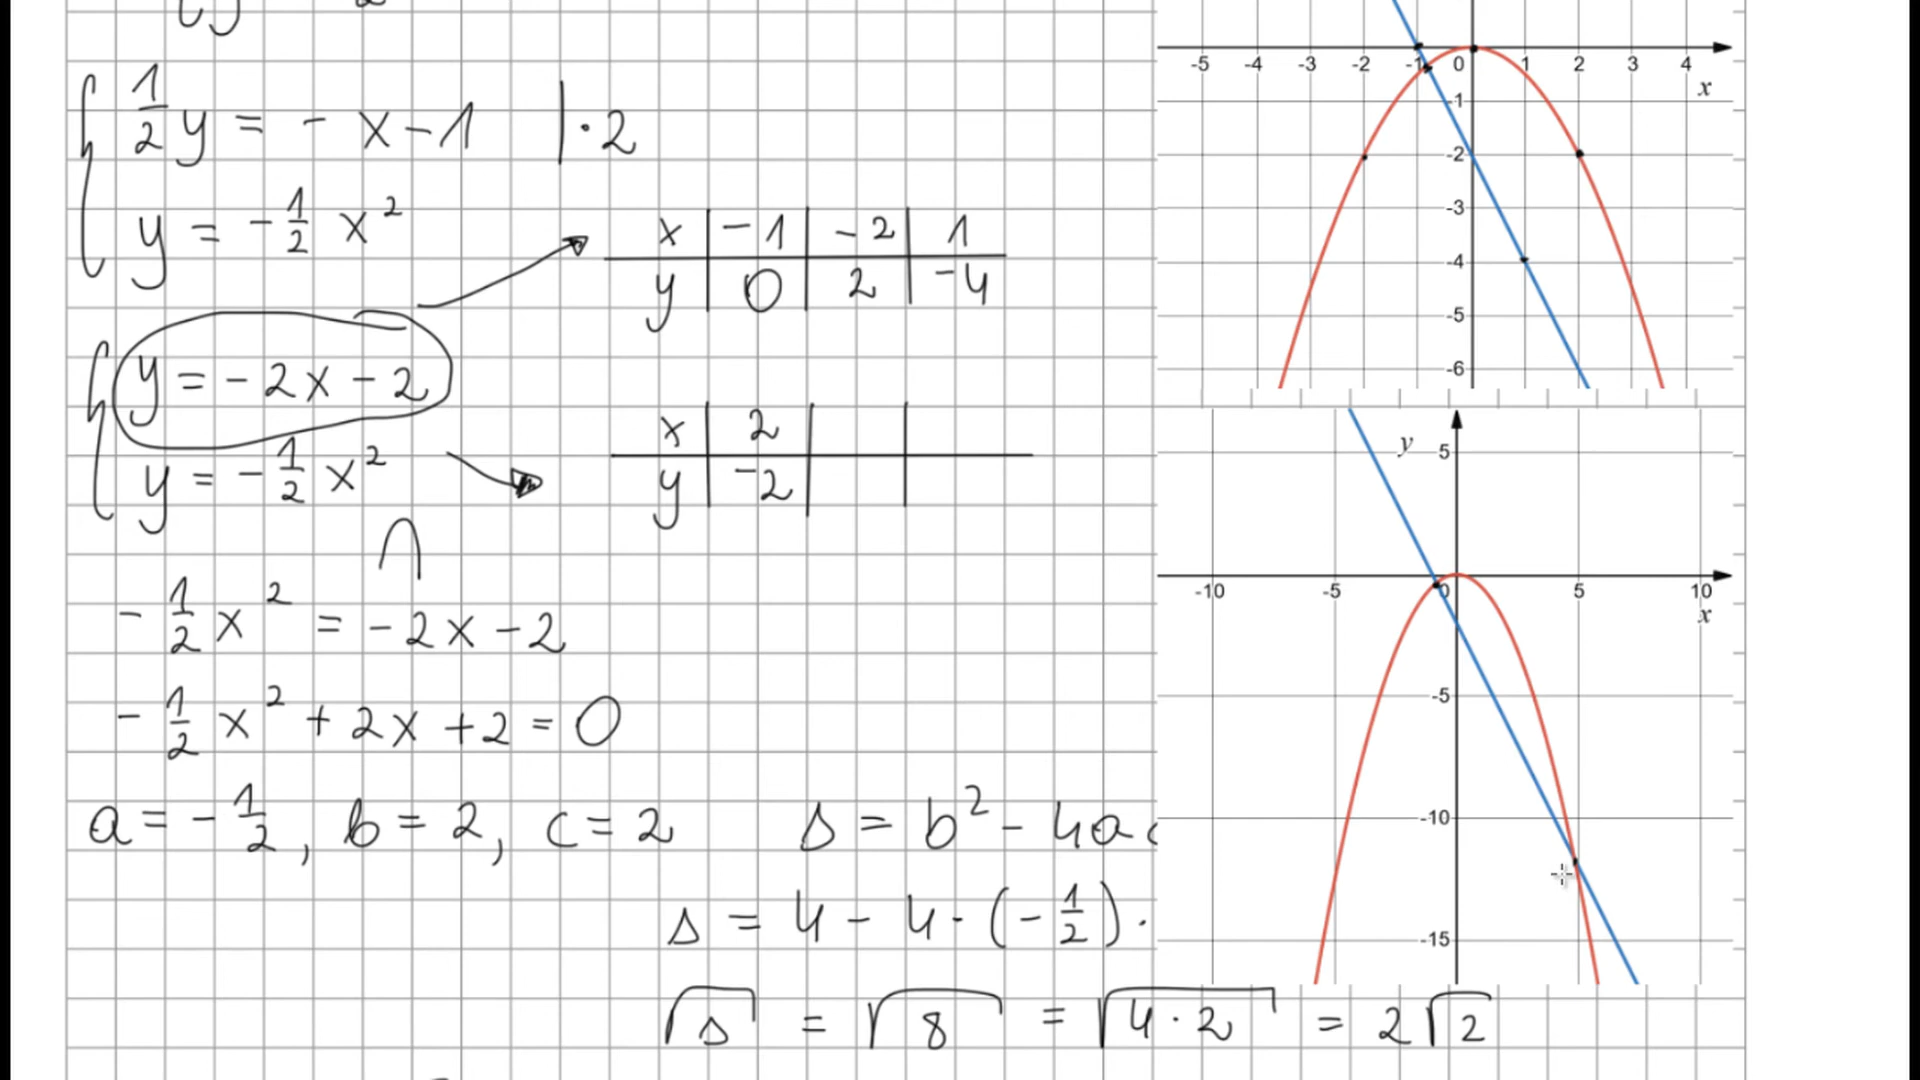 1/2 y = - x - 1 | · 2
y = - 1/2 x²
x | -1 | -2 | 1
y | 0 | 2 | -4
y = - 2x - 2
y = - 1/2 x²
x | 2
y | -2
- 1/2 x² = - 2x - 2
- 1/2 x² + 2x + 2 = 0
a = - 1/2 , b = 2, c = 2 Δ = b² - 4a
Δ = 4 - 4 · (- 1/2) ·
√Δ = √8 = √4 · 2 = 2√2
-5 -4 -3 -2 -1 0 1 2 3 4
x
-1
-2
-3
-4
-5
-6
y 5
-10 -5 0 5 10
x
-5
-10
-15